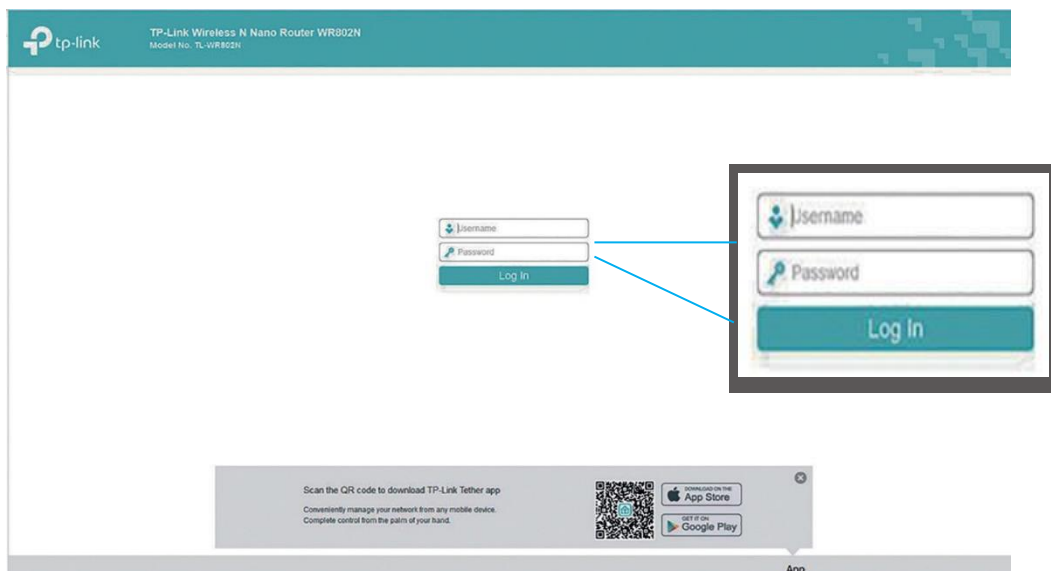 tp-link
TP-Link Wireless N Nano Router WR802N
Model No. TL-WR802N
Username
Password
Log In
Username
Password
Log In
Scan the QR code to download TP-Link Tether app
Conveniently manage your network from any mobile device.
Complete control from the palm of your hand.
DOWNLOAD ON THE
App Store
GET IT ON
Google Play
App